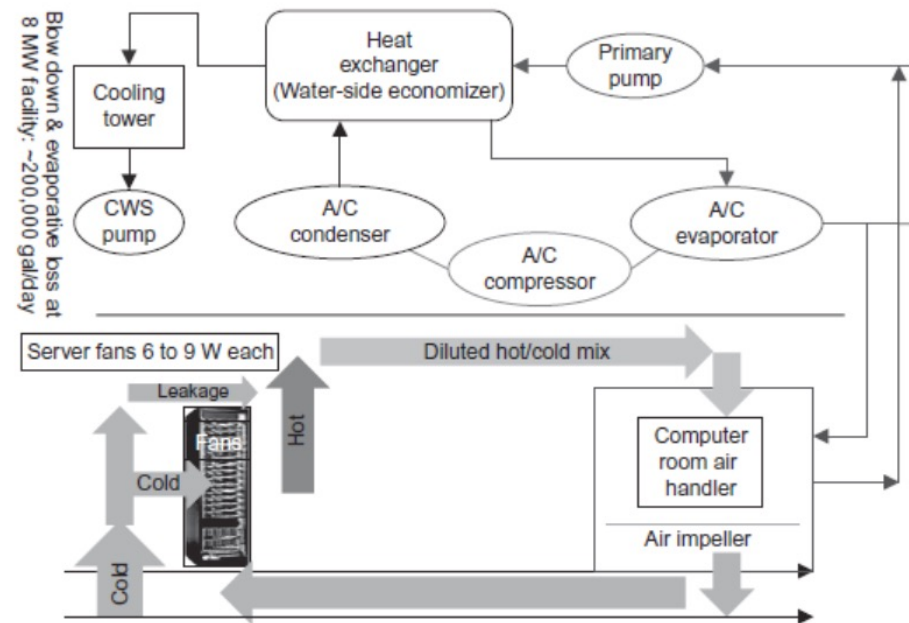 Blow down & evaporative loss at
8 MW facility: ~200,000 gal/day
Heat
exchanger
(Water-side economizer)
Primary
pump
Cooling
tower
CWS
pump
A/C
condenser
A/C
compressor
A/C
evaporator
Server fans 6 to 9 W each
Diluted hot/cold mix
Leakage
Hot
Fans
Cold
Computer
room air
handler
Air impeller
Cold